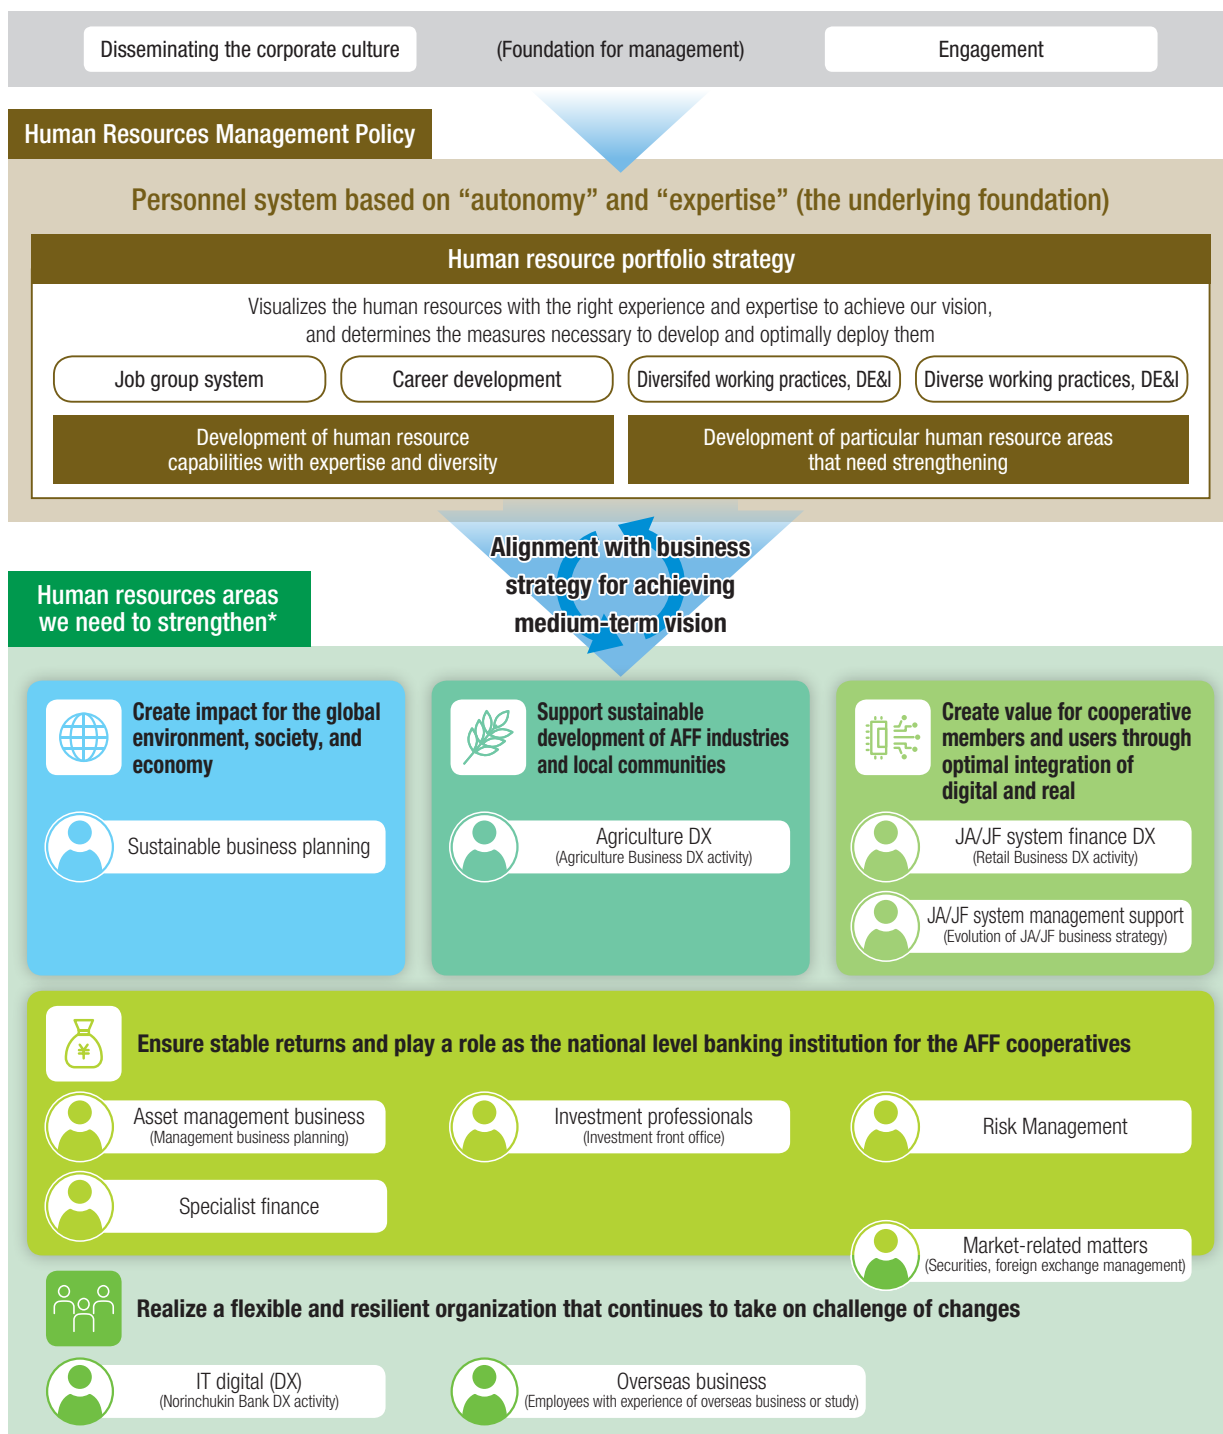 Disseminating the corporate culture
(Foundation for management)
Engagement
Human Resources Management Policy
Personnel system based on “autonomy” and “expertise” (the underlying foundation)
Human resource portfolio strategy
Visualizes the human resources with the right experience and expertise to achieve our vision,
and determines the measures necessary to develop and optimally deploy them
Job group system
Career development
Diversifed working practices, DE&I
Diverse working practices, DE&I
Development of human resource
capabilities with expertise and diversity
Development of particular human resource areas
that need strengthening
Alignment with business
strategy for achieving
medium-term vision
Human resources areas
we need to strengthen*
Create impact for the global
environment, society, and
economy
Sustainable business planning
Support sustainable
development of AFF industries
and local communities
Agriculture DX
(Agriculture Business DX activity)
Create value for cooperative
members and users through
optimal integration of
digital and real
JA/JF system finance DX
(Retail Business DX activity)
JA/JF system management support
(Evolution of JA/JF business strategy)
¥
Ensure stable returns and play a role as the national level banking institution for the AFF cooperatives
Asset management business
(Management business planning)
Investment professionals
(Investment front office)
Risk Management
Specialist finance
Market-related matters
(Securities, foreign exchange management)
Realize a flexible and resilient organization that continues to take on challenge of changes
IT digital (DX)
(Norinchukin Bank DX activity)
Overseas business
(Employees with experience of overseas business or study)